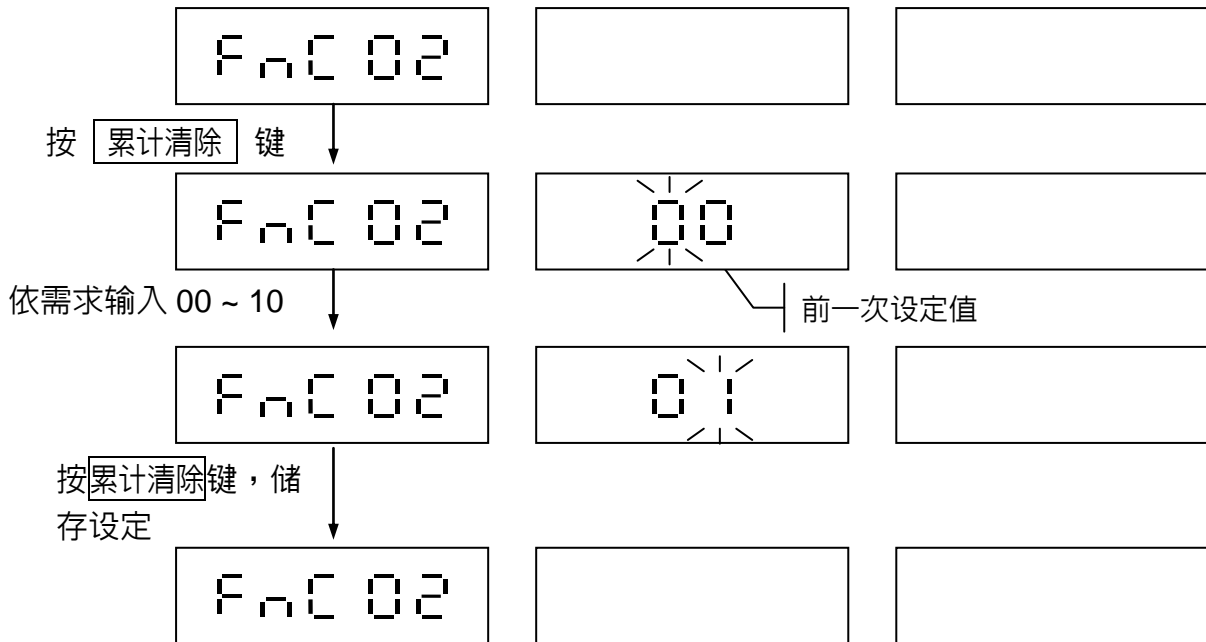 FnC 02
按 累计清除 键
FnC 02
00
依需求输入 00 ~ 10
前一次设定值
FnC 02
01
按累计清除键，储
存设定
FnC 02